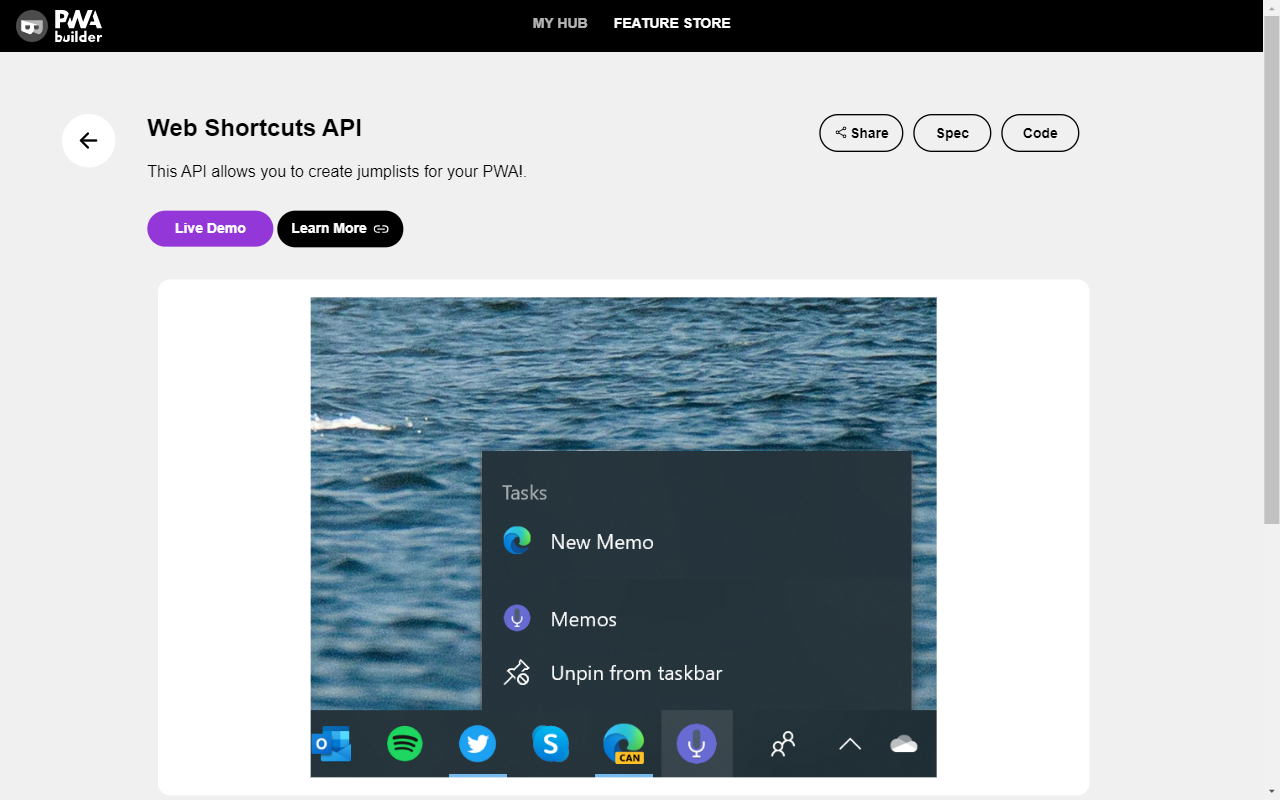 PWA
builder
MY HUB
FEATURE STORE
Web Shortcuts API
Share
Spec
Code
This API allows you to create jumplists for your PWA!.
Live Demo
Learn More
Tasks
New Memo
Memos
Unpin from taskbar
O
S
CAN